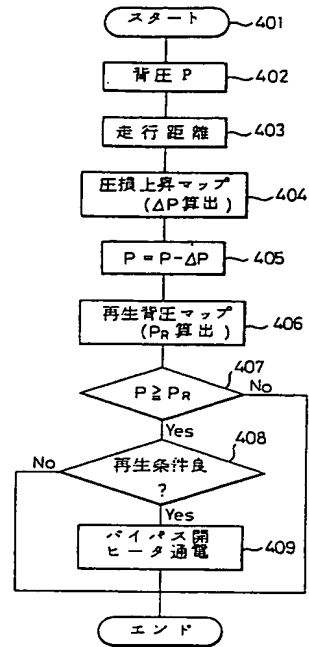 スタート
401
背圧 P
402
走行距離
403
圧損上昇マップ
(ΔP 算出)
404
P = P-ΔP
405
再生背圧マップ
(PR 算出)
406
407
P ≧ PR
No
Yes
408
No
再生条件良
?
Yes
バイパス開
ヒータ通電
409
エンド